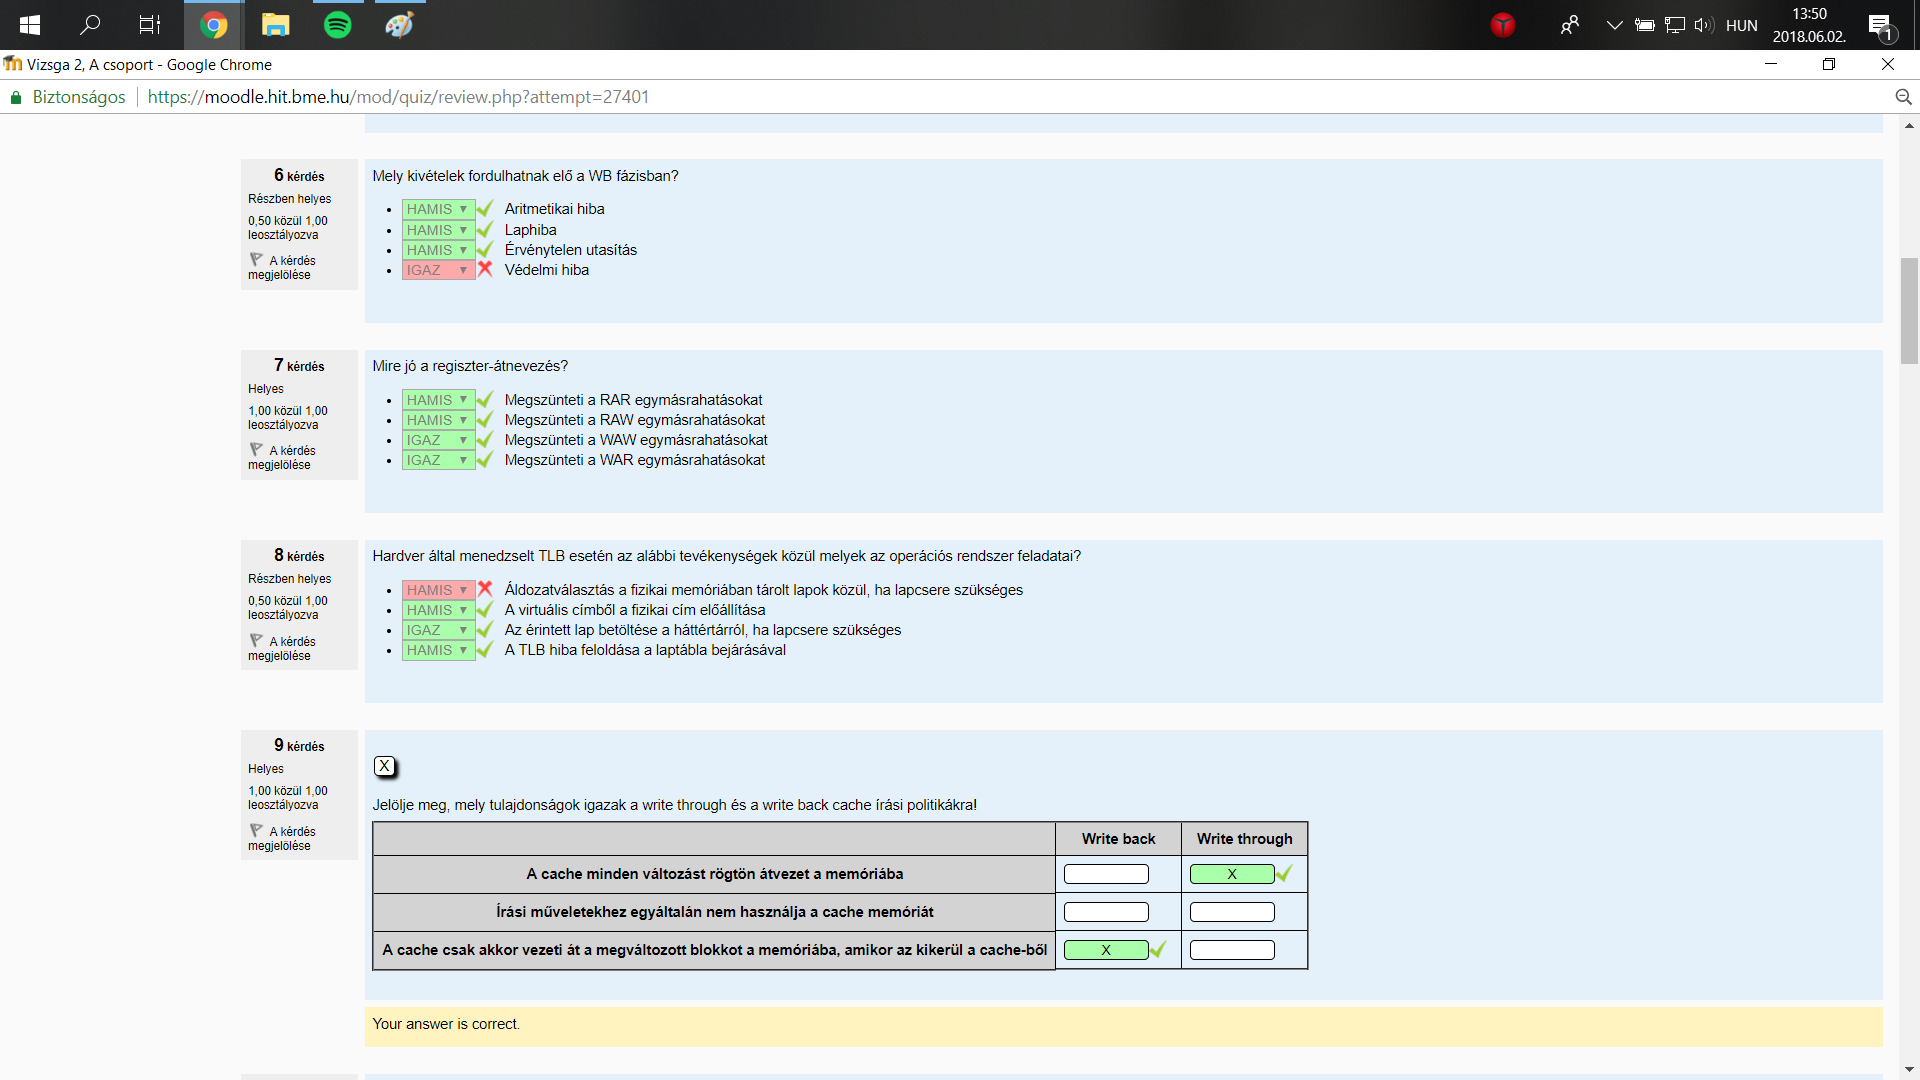 HUN
13:50
2018.06.02.
1
Vizsga 2, A csoport - Google Chrome
Biztonságos
https://moodle.hit.bme.hu/mod/quiz/review.php?attempt=27401
6 kérdés
Részben helyes
0,50 közül 1,00
leosztályozva
A kérdés
megjelölése
Mely kivételek fordulhatnak elő a WB fázisban?
HAMIS Aritmetikai hiba
HAMIS Laphiba
HAMIS Érvénytelen utasítás
IGAZ Védelmi hiba
7 kérdés
Helyes
1,00 közül 1,00
leosztályozva
A kérdés
megjelölése
Mire jó a regiszter-átnevezés?
HAMIS Megszünteti a RAR egymásrahatásokat
HAMIS Megszünteti a RAW egymásrahatásokat
IGAZ Megszünteti a WAW egymásrahatásokat
IGAZ Megszünteti a WAR egymásrahatásokat
8 kérdés
Részben helyes
0,50 közül 1,00
leosztályozva
A kérdés
megjelölése
Hardver által menedzselt TLB esetén az alábbi tevékenységek közül melyek az operációs rendszer feladatai?
HAMIS Áldozatválasztás a fizikai memóriában tárolt lapok közül, ha lapcsere szükséges
HAMIS A virtuális címből a fizikai cím előállítása
IGAZ Az érintett lap betöltése a háttértárról, ha lapcsere szükséges
HAMIS A TLB hiba feloldása a laptábla bejárásával
9 kérdés
Helyes
1,00 közül 1,00
leosztályozva
A kérdés
megjelölése
X
Jelölje meg, mely tulajdonságok igazak a write through és a write back cache írási politikákra!
Write back Write through
A cache minden változást rögtön átvezet a memóriába X
Írási műveletekhez egyáltalán nem használja a cache memóriát
A cache csak akkor vezeti át a megváltozott blokkot a memóriába, amikor az kikerül a cache-ből X
Your answer is correct.